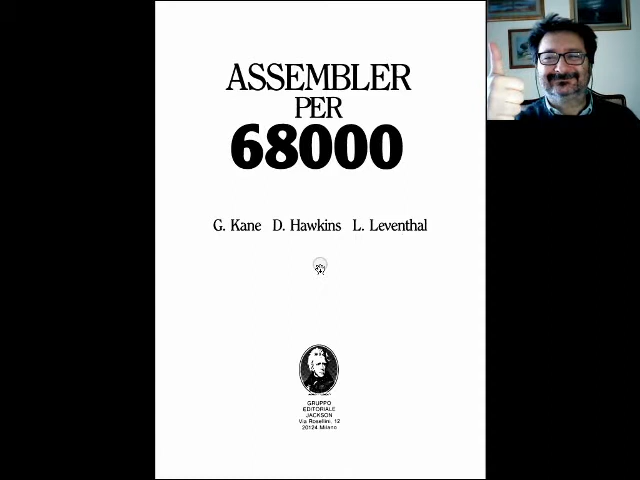 ASSEMBLER
PER
68000
G. Kane D. Hawkins L. Leventhal
GRUPPO
EDITORIALE
JACKSON
Via Rosellini, 12
20124 Milano